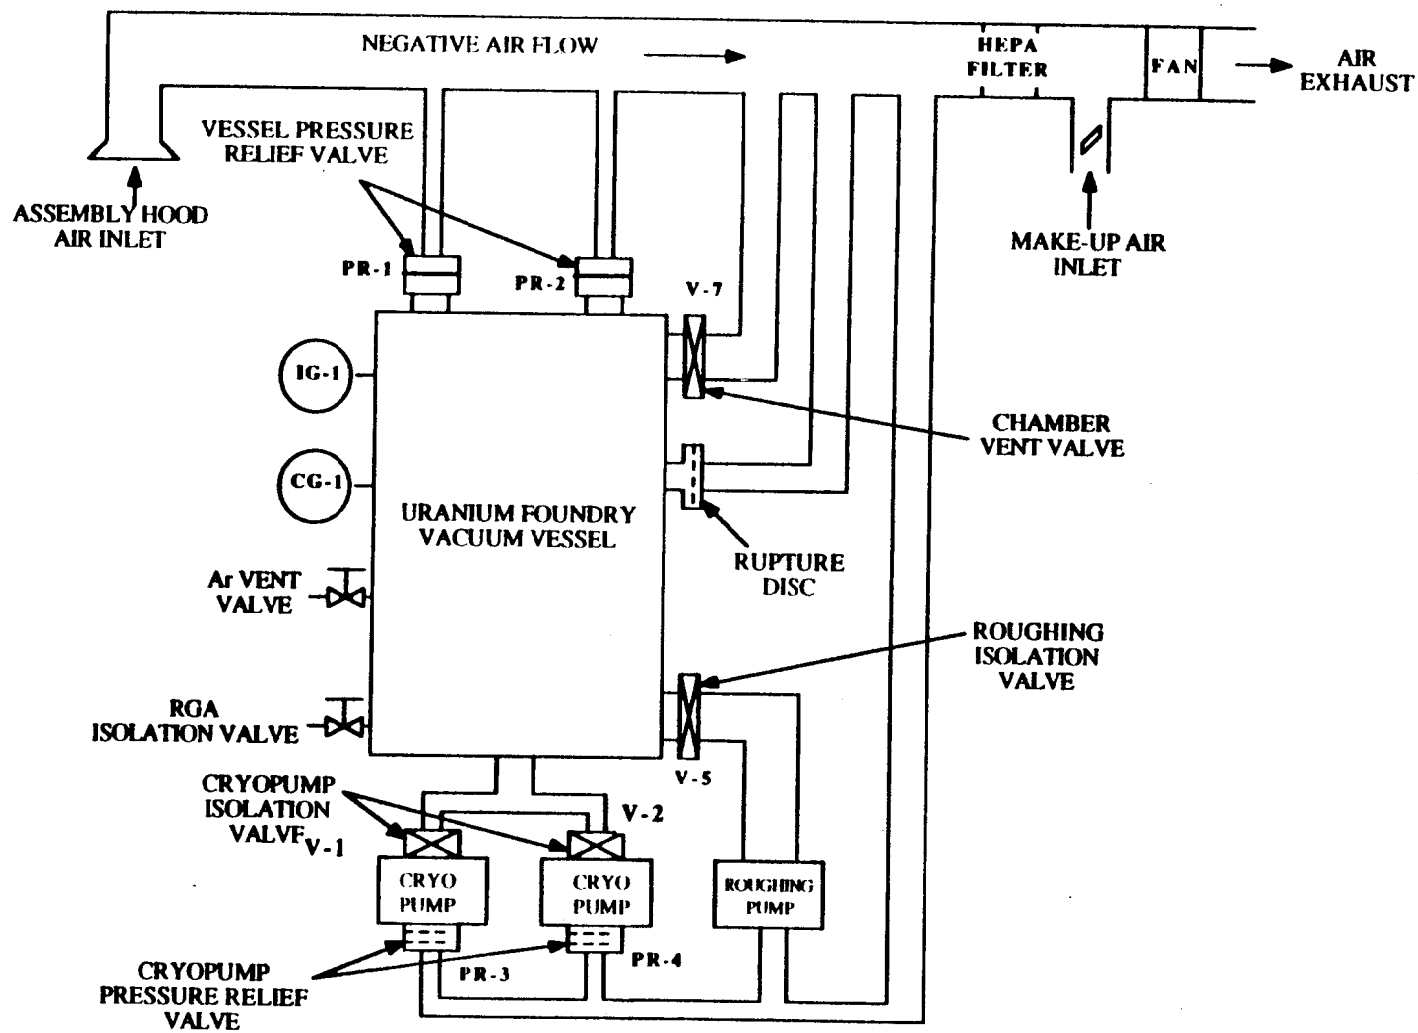 NEGATIVE AIR FLOW
HEPA
FILTER
FAN
AIR
EXHAUST
VESSEL PRESSURE
RELIEF VALVE
ASSEMBLY HOOD
AIR INLET
MAKE-UP AIR
INLET
PR-1
PR-2
V-7
IG-1
CHAMBER
VENT VALVE
CG-1
URANIUM FOUNDRY
VACUUM VESSEL
RUPTURE
DISC
Ar VENT
VALVE
ROUGHING
ISOLATION
VALVE
RGA
ISOLATION VALVE
V-5
CRYOPUMP
ISOLATION
VALVE
V-1
V-2
CRYO
PUMP
CRYO
PUMP
ROUGHING
PUMP
PR-3
PR-4
CRYOPUMP
PRESSURE RELIEF
VALVE